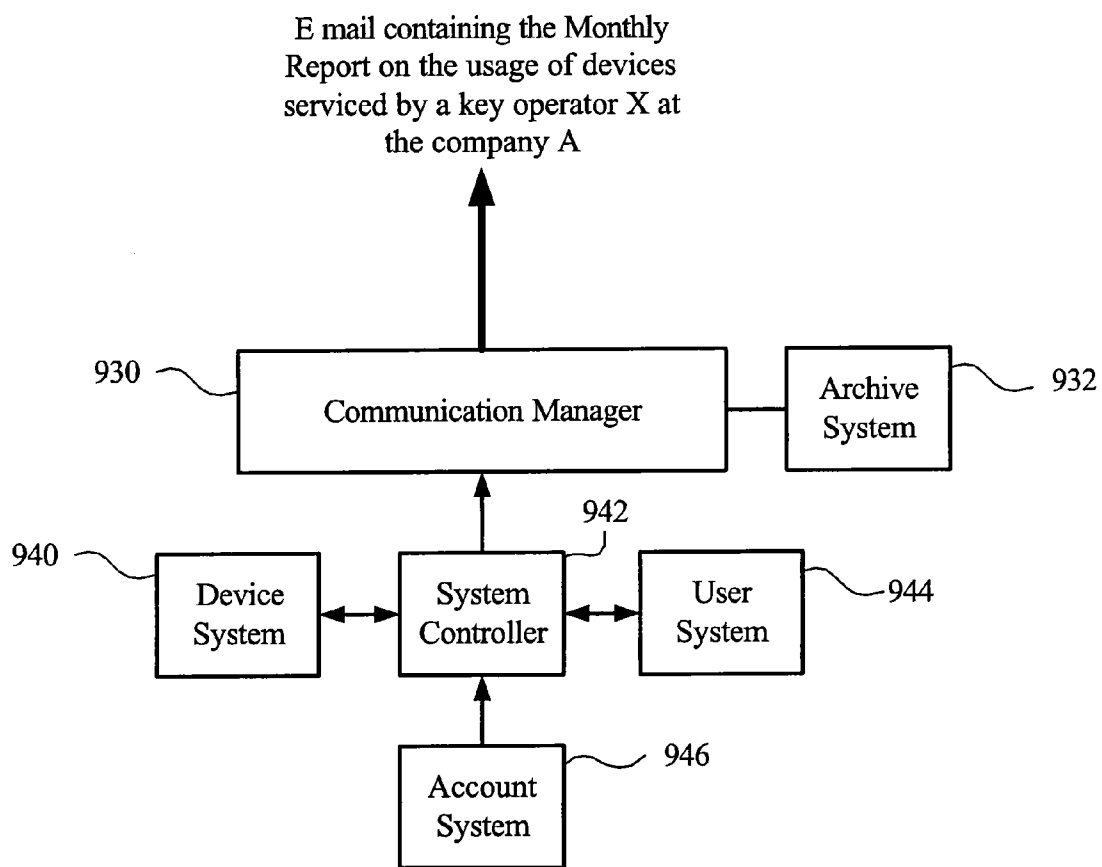 E mail containing the Monthly
Report on the usage of devices
serviced by a key operator X at
the company A
930
Communication Manager
Archive
System
932
940
Device
System
942
System
Controller
User
System
944
Account
System
946